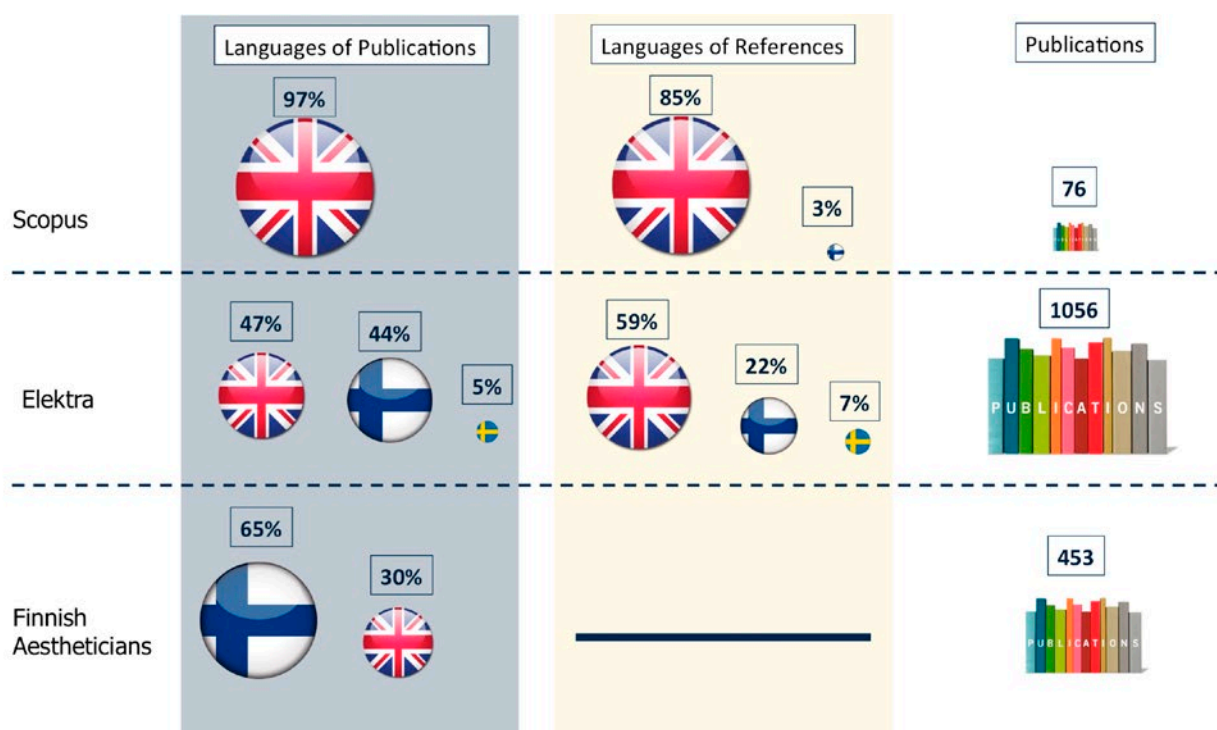 Languages of Publications
Languages of References
Publications
97%
85%
Scopus
3%
76
PUBLICATIONS
47%
44%
5%
59%
22%
7%
1056
Elektra
PUBLICATIONS
65%
30%
453
Finnish
Aestheticians
PUBLICATIONS